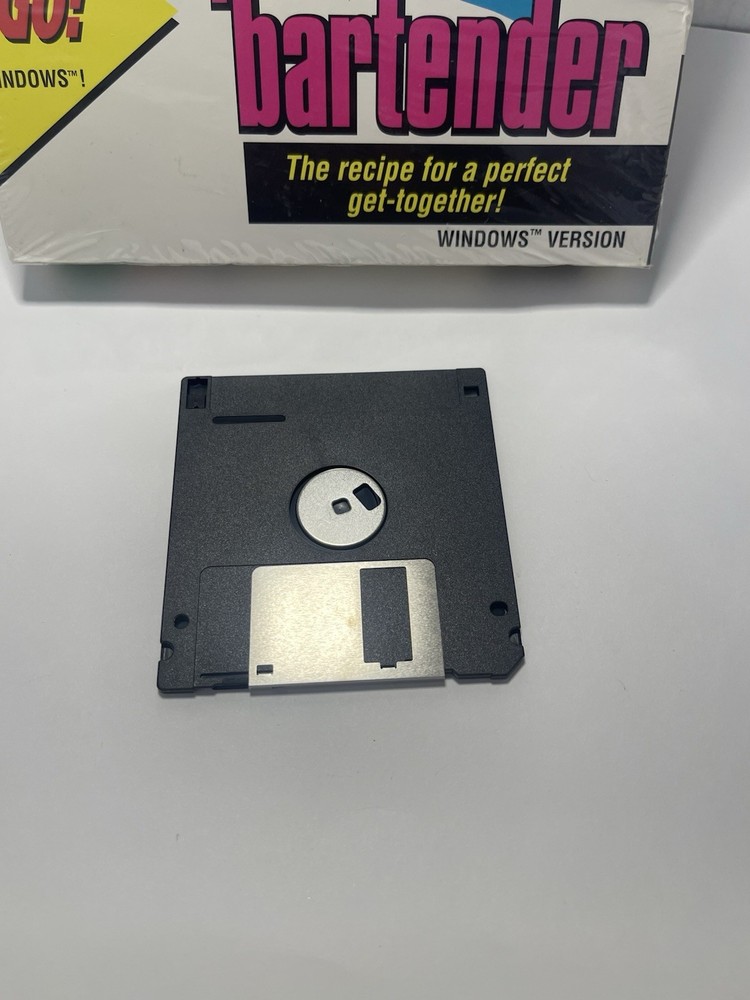 GO!
INDOWS™!
bartender
The recipe for a perfect
get-together!
WINDOWS™ VERSION